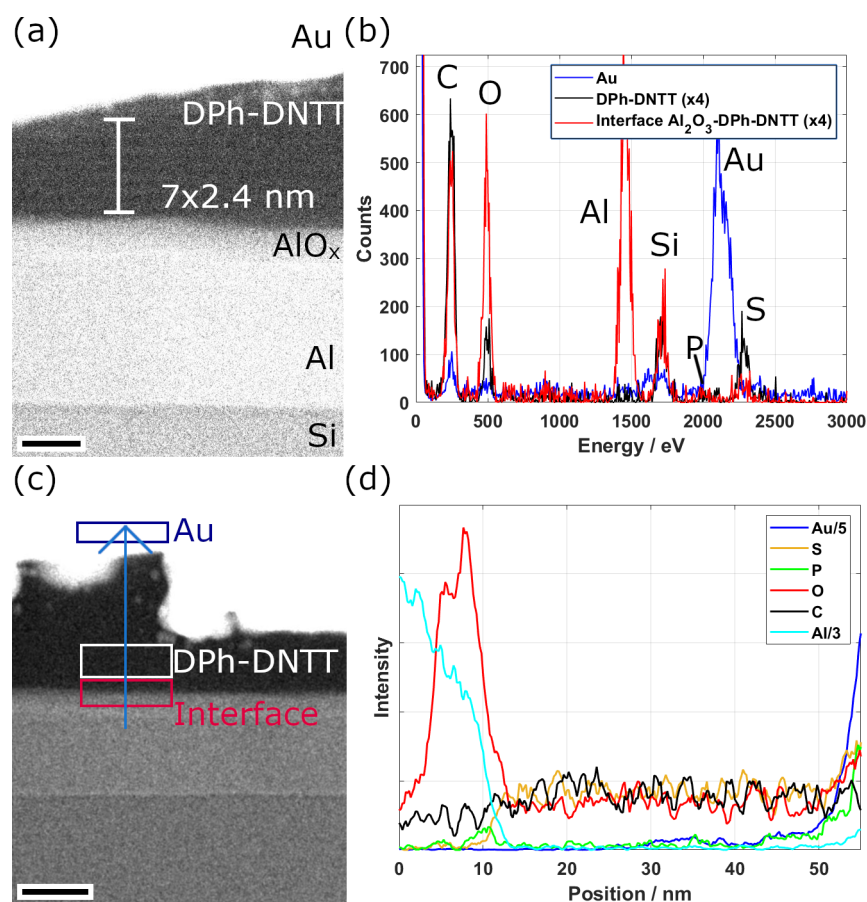 (a)
Au
DPh-DNTT
7x2.4 nm
AlOₓ
Al
Si
(b)
700
600
500
400
300
200
100
0
Counts
0 500 1000 1500 2000 2500 3000
Energy / eV
Au
DPh-DNTT (x4)
Interface Al₂O₃-DPh-DNTT (x4)
C
O
Al
Si
P
Au
S
(c)
Au
DPh-DNTT
Interface
(d)
Intensity
0 10 20 30 40 50
Position / nm
Au/5
S
P
O
C
Al/3